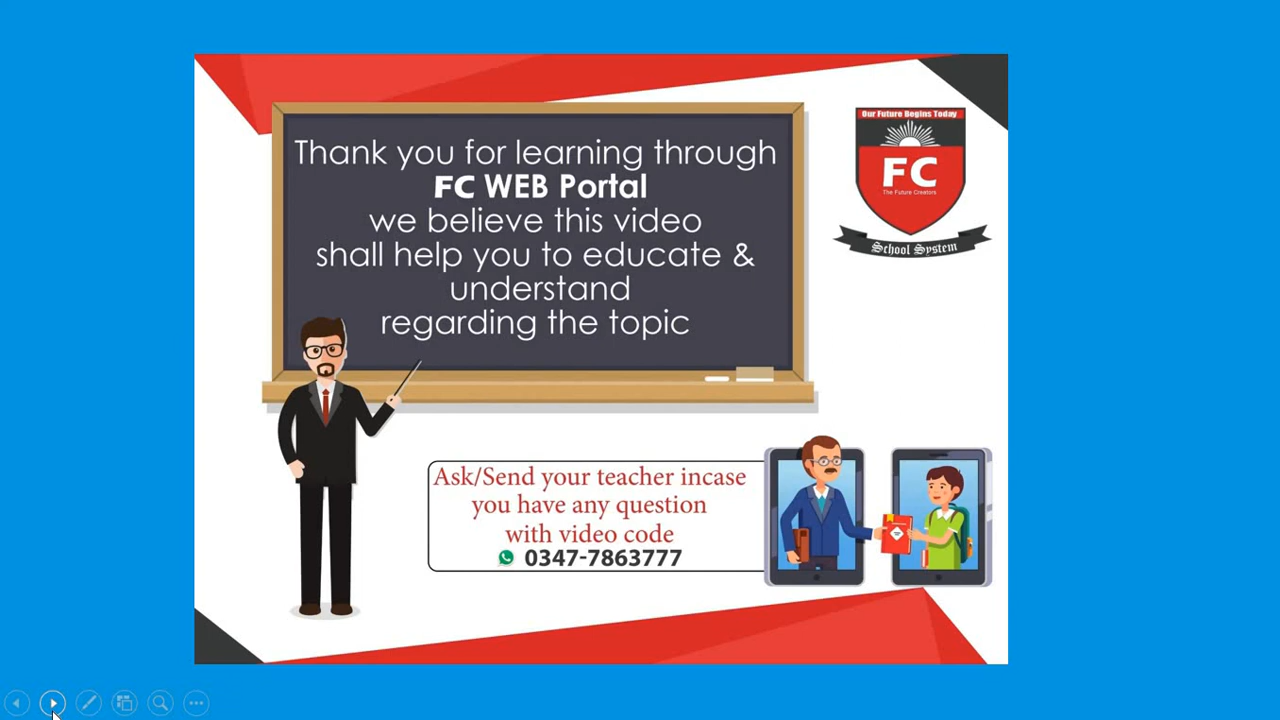 Thank you for learning through
FC WEB Portal
we believe this video
shall help you to educate &
understand
regarding the topic
Our Future Begins Today
FC
The Future Creators
School System
Ask/Send your teacher incase
you have any question
with video code
0347-7863777